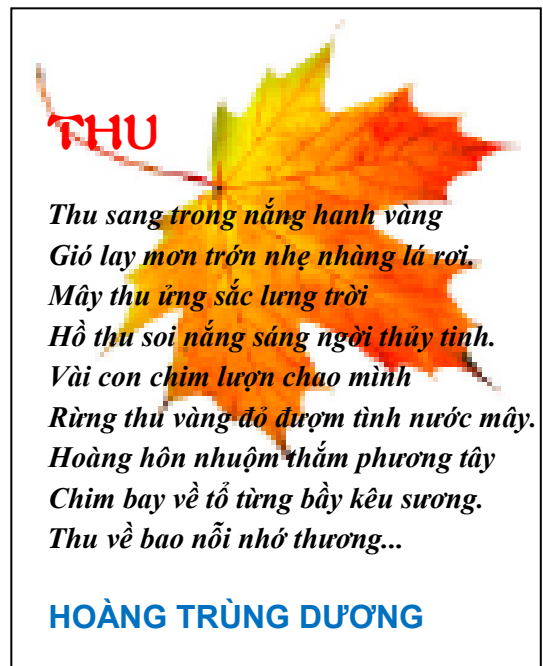 THU
Thu sang trong nắng hanh vàng
Gió lay mơn trớn nhẹ nhàng lá rơi.
Mây thu ửng sắc lưng trời
Hồ thu soi nắng sáng ngời thủy tinh.
Vài con chim lượn chao mình
Rừng thu vàng đỏ đượm tình nước mây.
Hoàng hôn nhuộm thắm phương tây
Chim bay về tổ từng bầy kêu sương.
Thu về bao nỗi nhớ thương...
HOÀNG TRÙNG DƯƠNG